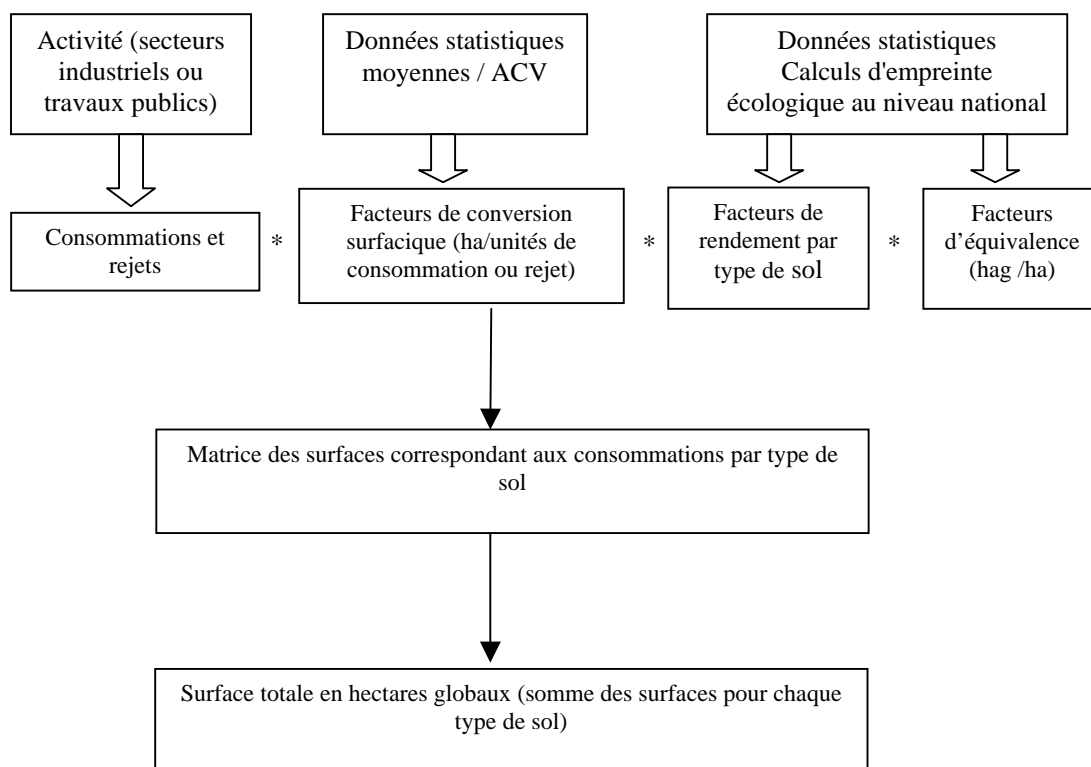 Activité (secteurs
industriels ou
travaux publics)
Données statistiques
moyennes / ACV
Données statistiques
Calculs d'empreinte
écologique au niveau national
Consommations et
rejets
*
Facteurs de conversion
surfacique (ha/unités de
consommation ou rejet)
*
Facteurs de
rendement par
type de sol
*
Facteurs
d’équivalence
(hag /ha)
Matrice des surfaces correspondant aux consommations par type de
sol
Surface totale en hectares globaux (somme des surfaces pour chaque
type de sol)